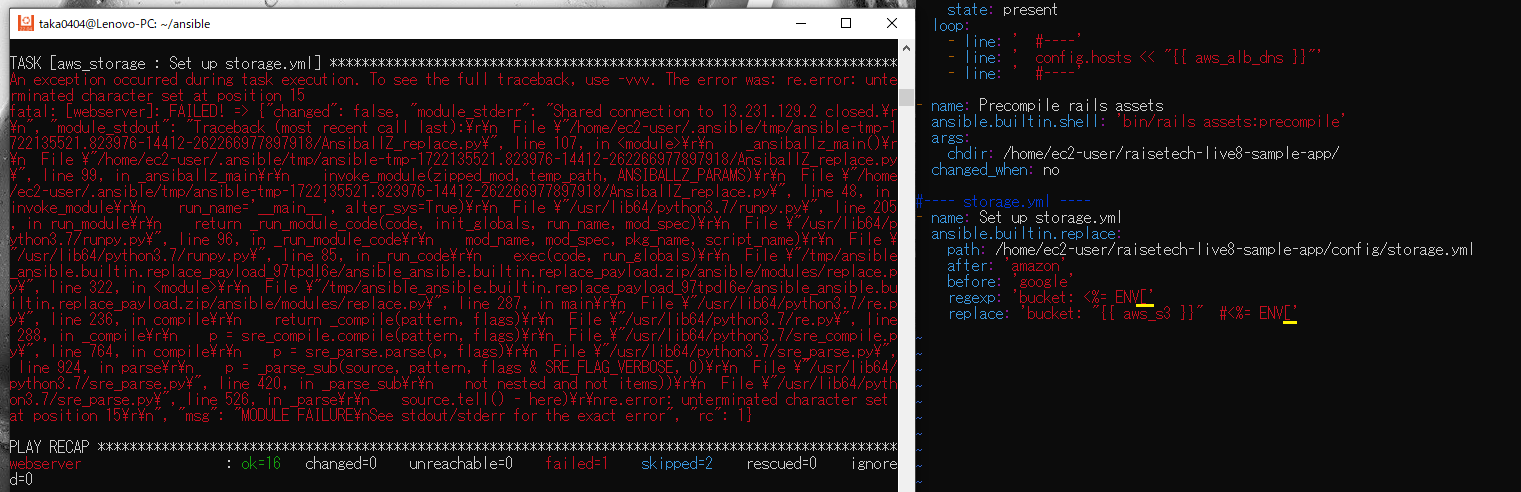 taka0404@Lenovo-PC: ~/ansible
TASK [aws_storage : Set up storage.yml] ***********************************************************************
An exception occurred during task execution. To see the full traceback, use -vvv. The error was: re.error: unte
rminated character set at position 15
fatal: [webserver]: FAILED! => {"changed": false, "module_stderr": "Shared connection to 13.231.129.2 closed.¥r
¥n", "module_stdout": "Traceback (most recent call last):¥r¥n  File ¥"/home/ec2-user/.ansible/tmp/ansible-tmp-1
722135521.823976-14412-262266977897918/AnsiballZ_replace.py¥", line 107, in <module>¥r¥n    _ansiballz_main()¥r
¥n  File ¥"/home/ec2-user/.ansible/tmp/ansible-tmp-1722135521.823976-14412-262266977897918/AnsiballZ_replace.py
¥", line 99, in _ansiballz_main¥r¥n    invoke_module(zipped_mod, temp_path, ANSIBALLZ_PARAMS)¥r¥n  File ¥"/home
/ec2-user/.ansible/tmp/ansible-tmp-1722135521.823976-14412-262266977897918/AnsiballZ_replace.py¥", line 48, in
invoke_module¥r¥n    run_name='__main__', alter_sys=True)¥r¥n  File ¥"/usr/lib64/python3.7/runpy.py¥", line 205
, in run_module¥r¥n    return _run_module_code(code, init_globals, run_name, mod_spec)¥r¥n  File ¥"/usr/lib64/p
ython3.7/runpy.py¥", line 96, in _run_module_code¥r¥n    mod_name, mod_spec, pkg_name, script_name)¥r¥n  File ¥
"/usr/lib64/python3.7/runpy.py¥", line 85, in _run_code¥r¥n    exec(code, run_globals)¥r¥n  File ¥"/tmp/ansible
_ansible.builtin.replace_payload_97tpdl6e/ansible_ansible.builtin.replace_payload.zip/ansible/modules/replace.p
y¥", line 322, in <module>¥r¥n  File ¥"/tmp/ansible_ansible.builtin.replace_payload_97tpdl6e/ansible_ansible.bu
iltin.replace_payload.zip/ansible/modules/replace.py¥", line 287, in main¥r¥n  File ¥"/usr/lib64/python3.7/re.p
y¥", line 236, in compile¥r¥n    return _compile(pattern, flags)¥r¥n  File ¥"/usr/lib64/python3.7/re.py¥", line
288, in _compile¥r¥n    p = sre_compile.compile(pattern, flags)¥r¥n  File ¥"/usr/lib64/python3.7/sre_compile.py
¥", line 764, in compile¥r¥n    p = sre_parse.parse(p, flags)¥r¥n  File ¥"/usr/lib64/python3.7/sre_parse.py¥",
line 924, in parse¥r¥n    p = _parse_sub(source, pattern, flags & SRE_FLAG_VERBOSE, 0)¥r¥n  File ¥"/usr/lib64/
python3.7/sre_parse.py¥", line 420, in _parse_sub¥r¥n    not nested and not items))¥r¥n  File ¥"/usr/lib64/pyth
on3.7/sre_parse.py¥", line 526, in _parse¥r¥n    source.tell() - here)¥r¥nre.error: unterminated character set
at position 15¥r¥n", "msg": "MODULE FAILURE¥nSee stdout/stderr for the exact error", "rc": 1}
PLAY RECAP ****************************************************************************************************
webserver                  : ok=16   changed=0    unreachable=0    failed=1    skipped=2    rescued=0    ignore
d=0
state: present
loop:
- line: '  #----'
- line: '  config.hosts << "{{ aws_alb_dns }}"'
- line: '  #----'
- name: Precompile rails assets
ansible.builtin.shell: 'bin/rails assets:precompile'
args:
chdir: /home/ec2-user/raisetech-live8-sample-app/
changed_when: no
#---- storage.yml ----
- name: Set up storage.yml
ansible.builtin.replace:
path: /home/ec2-user/raisetech-live8-sample-app/config/storage.yml
after: 'amazon'
before: 'google'
regexp: 'bucket: <%= ENV['
replace: 'bucket: "{{ aws_s3 }}"  #<%= ENV['
~
~
~
~
~
~
~
~
~
~